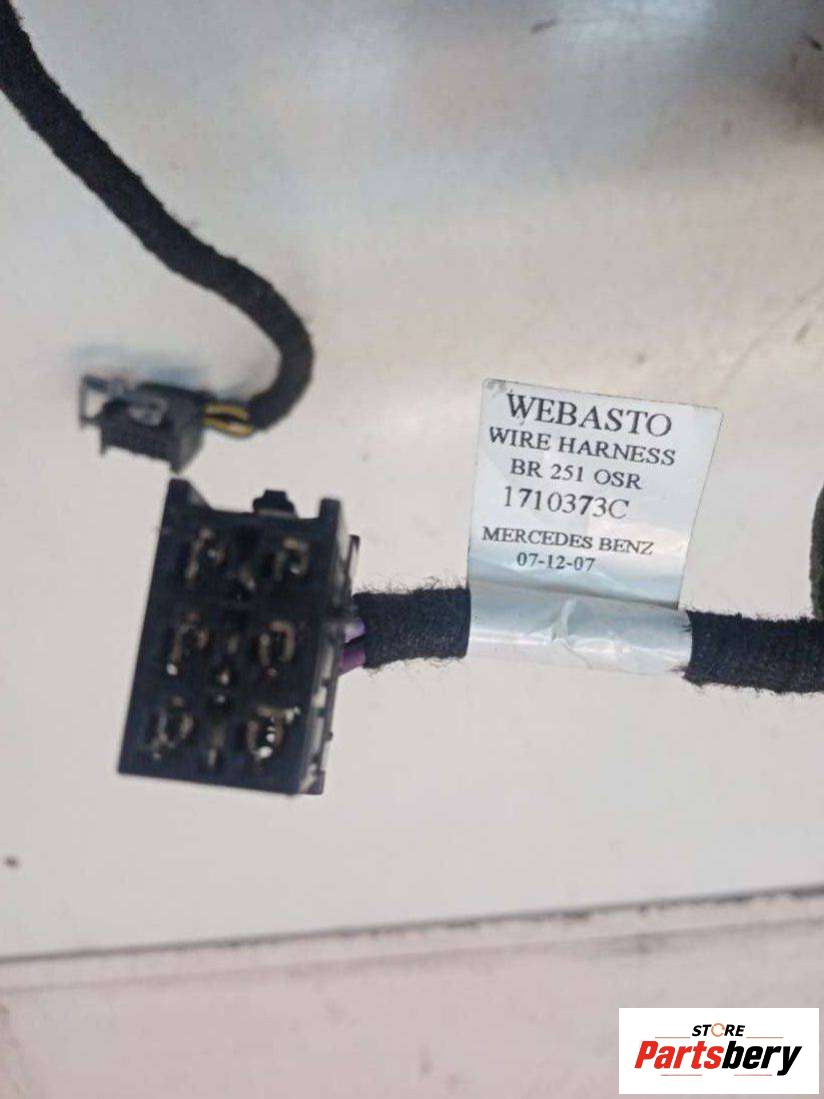 WEBASTO
WIRE HARNESS
BR 251 OSR
1710373C
MERCEDES BENZ
07-12-07
STORE
Partsbery